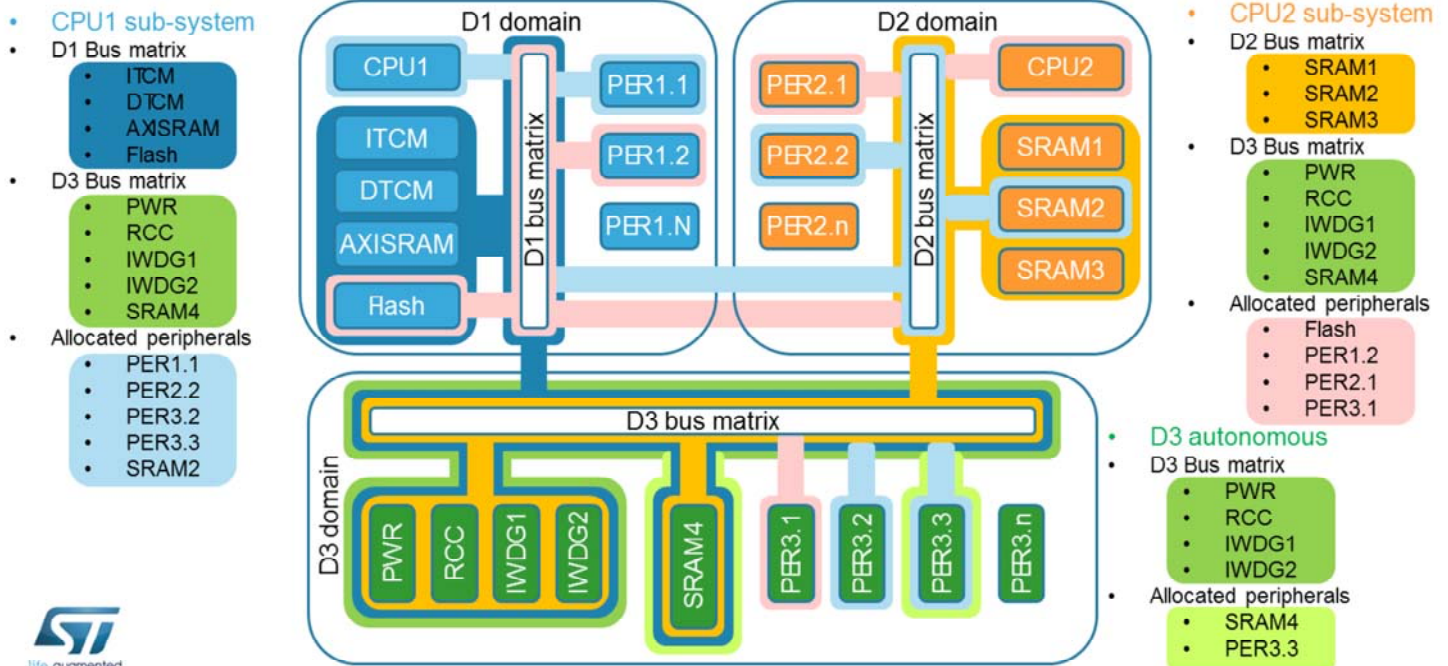 • CPU1 sub-system
• D1 Bus matrix
• ITCM
• DTCM
• AXISRAM
• Flash
• D3 Bus matrix
• PWR
• RCC
• IWDG1
• IWDG2
• SRAM4
• Allocated peripherals
• PER1.1
• PER2.2
• PER3.2
• PER3.3
• SRAM2
D1 domain
CPU1
ITCM
DTCM
AXISRAM
Flash
D1 bus matrix
PER1.1
PER1.2
PER1.N
D2 domain
PER2.1
PER2.2
PER2.n
D2 bus matrix
CPU2
SRAM1
SRAM2
SRAM3
D3 domain
D3 bus matrix
PWR
RCC
IWDG1
IWDG2
SRAM4
PER3.1
PER3.2
PER3.3
PER3.n
• CPU2 sub-system
• D2 Bus matrix
• SRAM1
• SRAM2
• SRAM3
• D3 Bus matrix
• PWR
• RCC
• IWDG1
• IWDG2
• SRAM4
• Allocated peripherals
• Flash
• PER1.2
• PER2.1
• PER3.1
• D3 autonomous
• D3 Bus matrix
• PWR
• RCC
• IWDG1
• IWDG2
• Allocated peripherals
• SRAM4
• PER3.3
ST
life.augmented